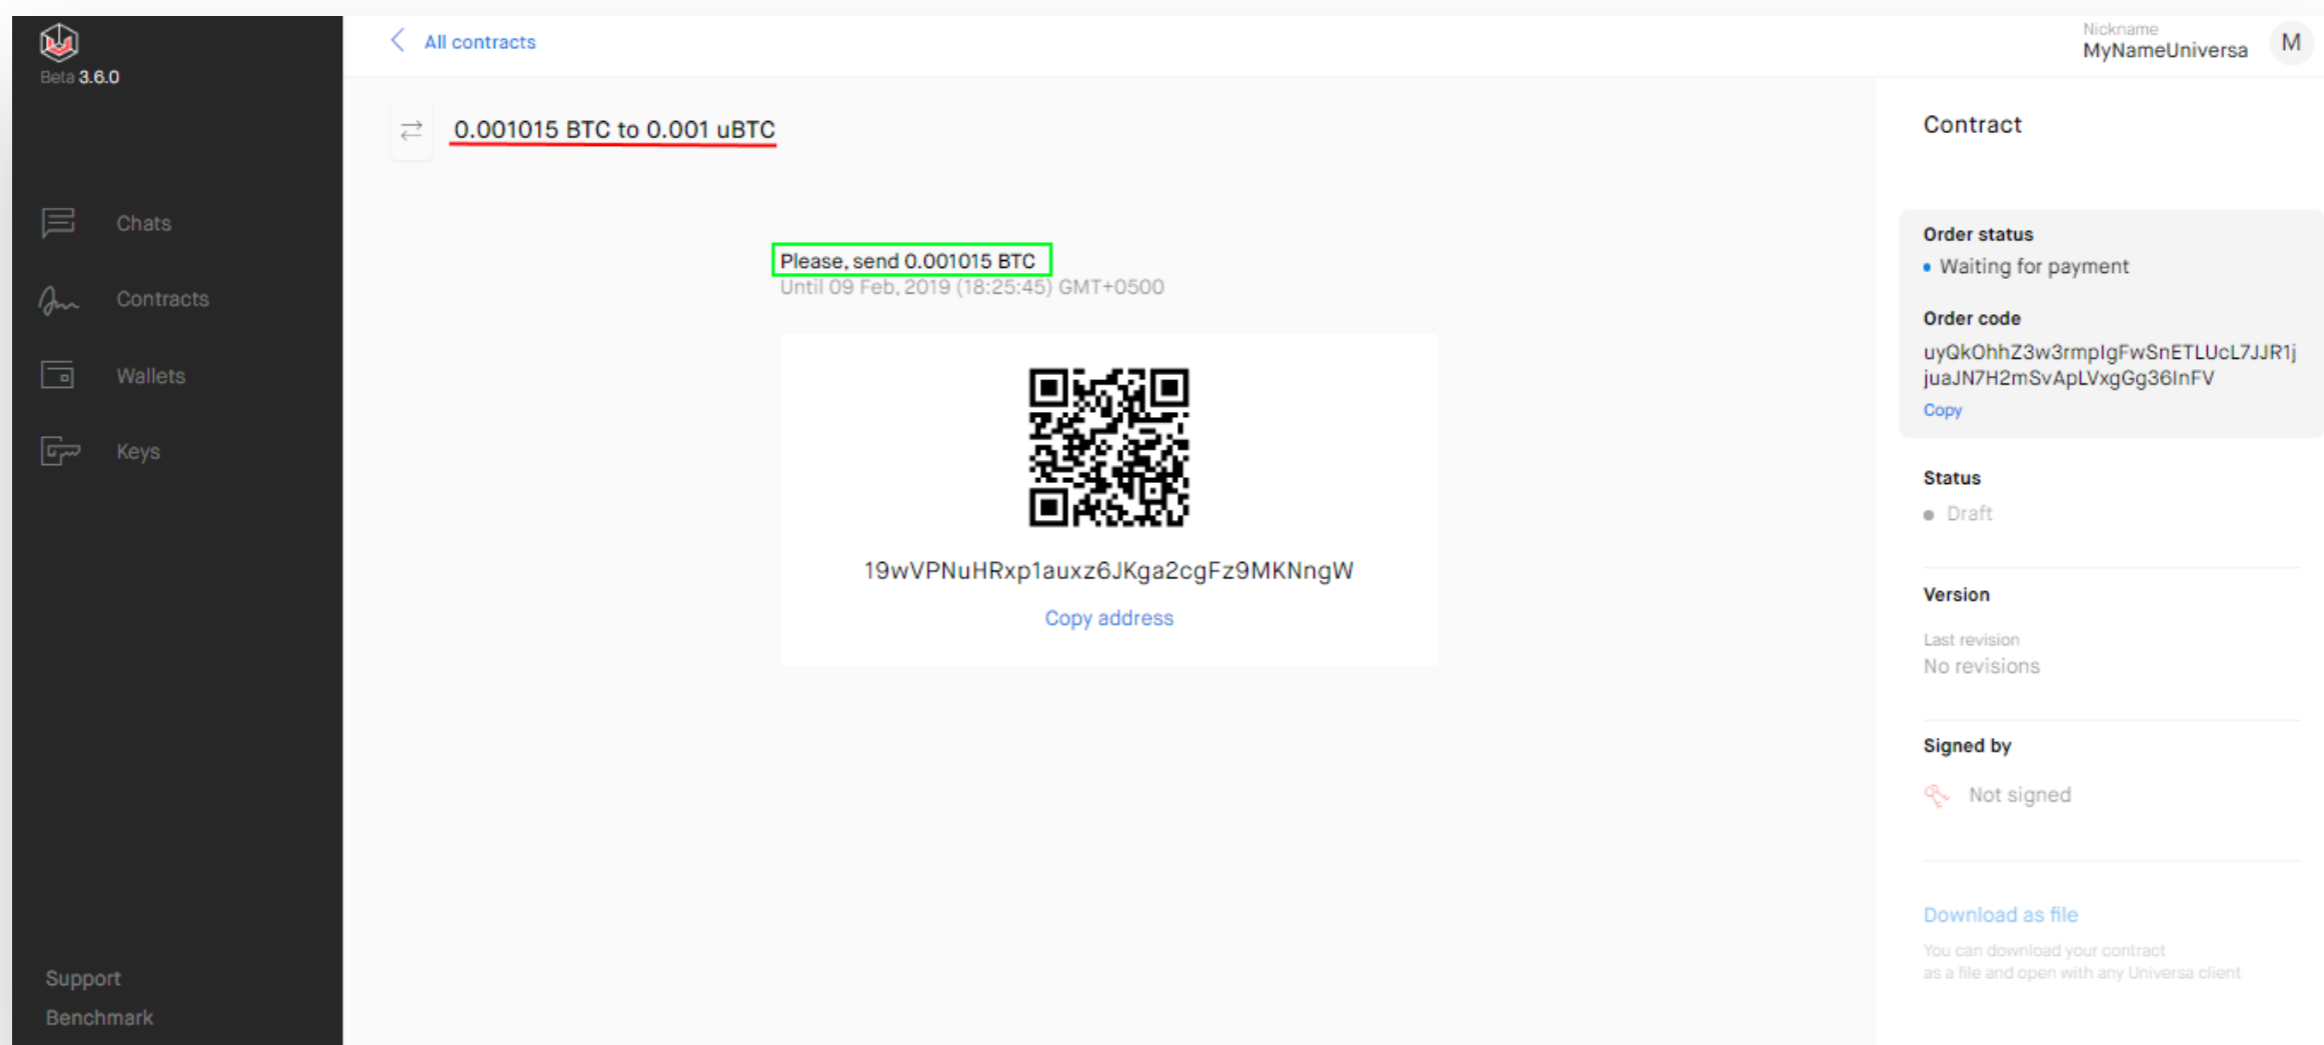 Beta 3.6.0
Chats
Contracts
Wallets
Keys
Support
Benchmark
All contracts
Nickname
MyNameUniversa
M
0.001015 BTC to 0.001 uBTC
Please, send 0.001015 BTC
Until 09 Feb, 2019 (18:25:45) GMT+0500
19wVPNuHRxp1auxz6JKga2cgFz9MKNngW
Copy address
Contract
Order status
Waiting for payment
Order code
uyQkOhhZ3w3rmpIgFwSnETLUcL7JJR1j
juaJN7H2mSvApLVxgGg36InFV
Copy
Status
Draft
Version
Last revision
No revisions
Signed by
Not signed
Download as file
You can download your contract
as a file and open with any Universa client